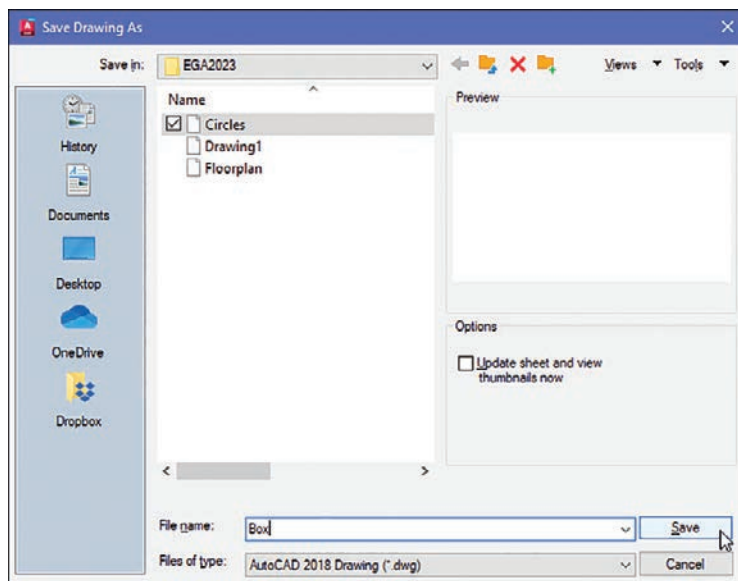 Save Drawing As
Save in:
EGA2023
Views
Tools
History
Documents
Desktop
OneDrive
Dropbox
Name
Circles
Drawing1
Floorplan
Preview
Options
Update sheet and view
thumbnails now
File name:
Box
Save
Files of type:
AutoCAD 2018 Drawing (*.dwg)
Cancel